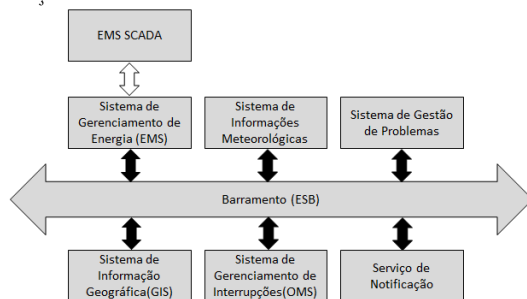 EMS SCADA
Sistema de
Gerenciamento de
Energia (EMS)
Sistema de
Informações
Meteorológicas
Sistema de Gestão
de Problemas
Barramento (ESB)
Sistema de
Informação
Geográfica(GIS)
Sistema de
Gerenciamento de
Interrupções(OMS)
Serviço de
Notificação